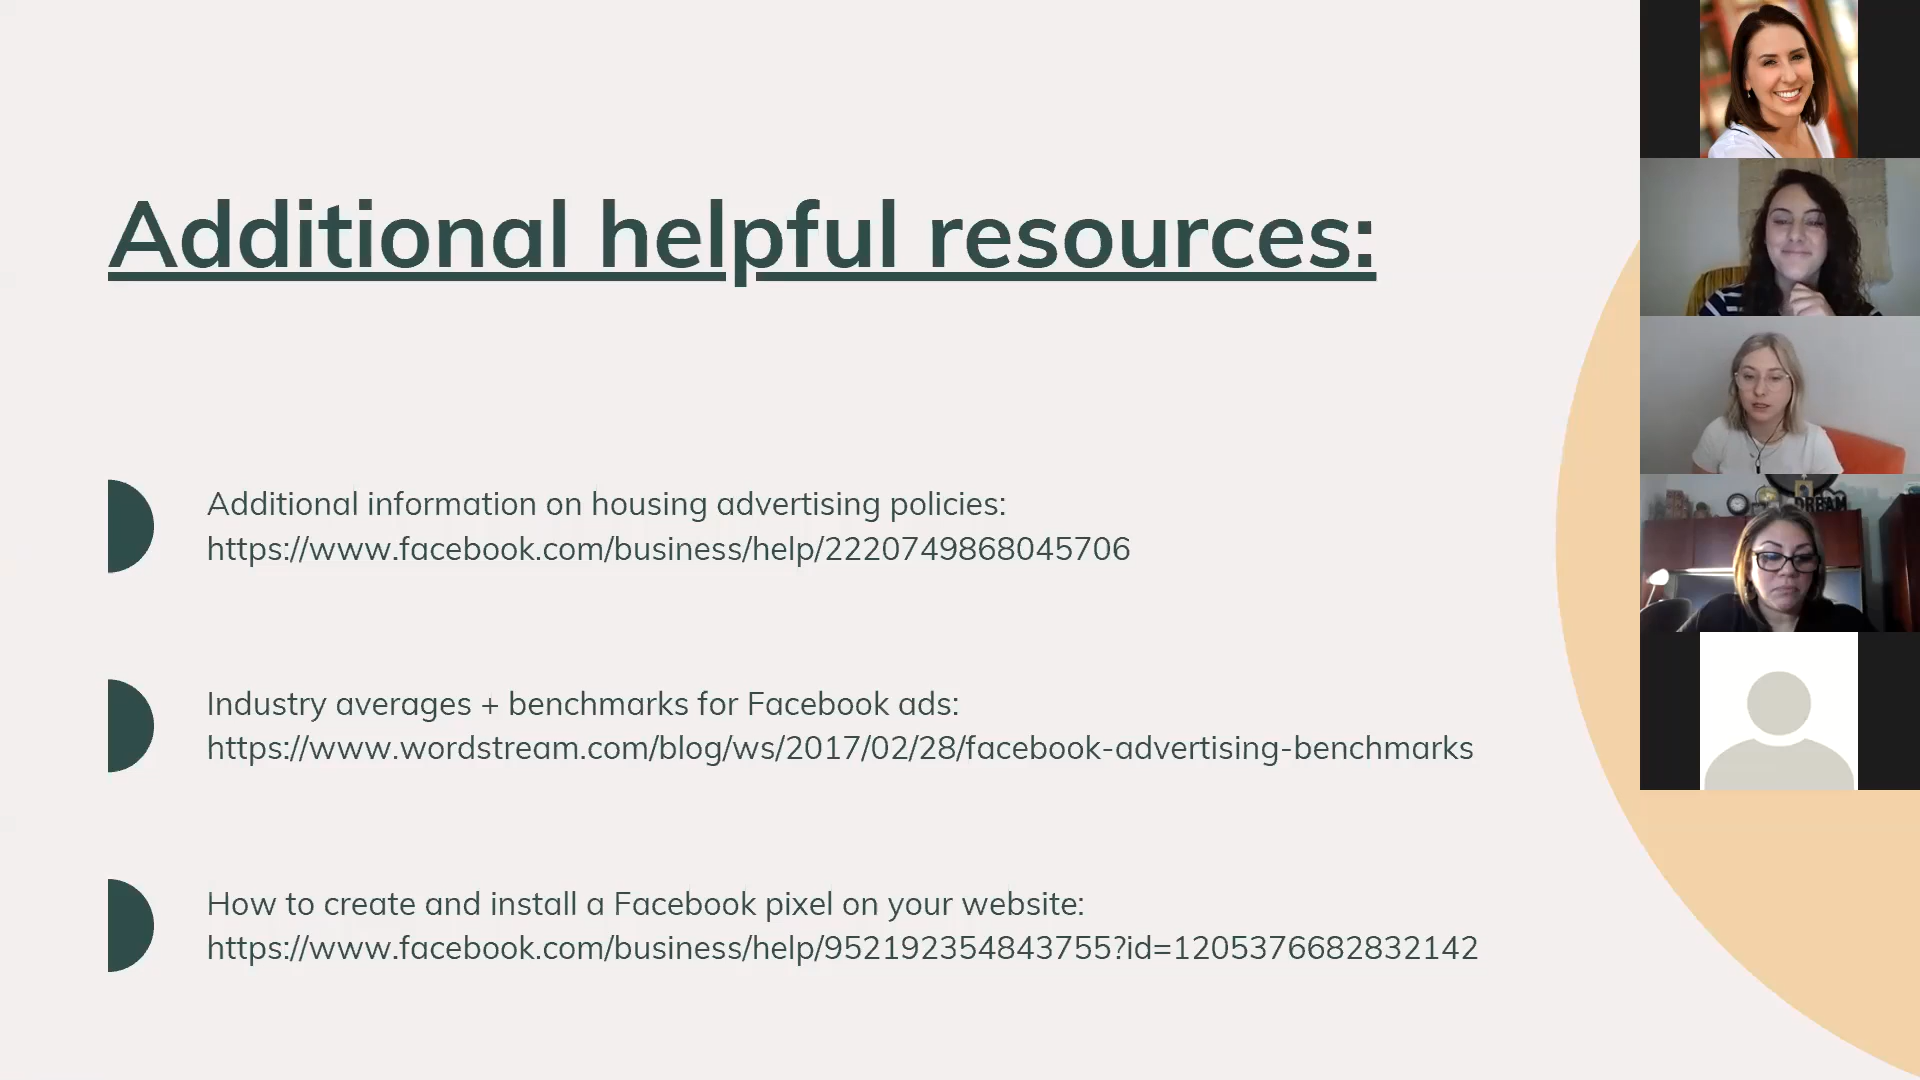 Additional helpful resources:
Additional information on housing advertising policies:
https://www.facebook.com/business/help/2220749868045706
Industry averages + benchmarks for Facebook ads:
https://www.wordstream.com/blog/ws/2017/02/28/facebook-advertising-benchmarks
How to create and install a Facebook pixel on your website:
https://www.facebook.com/business/help/952192354843755?id=1205376682832142
DREAM